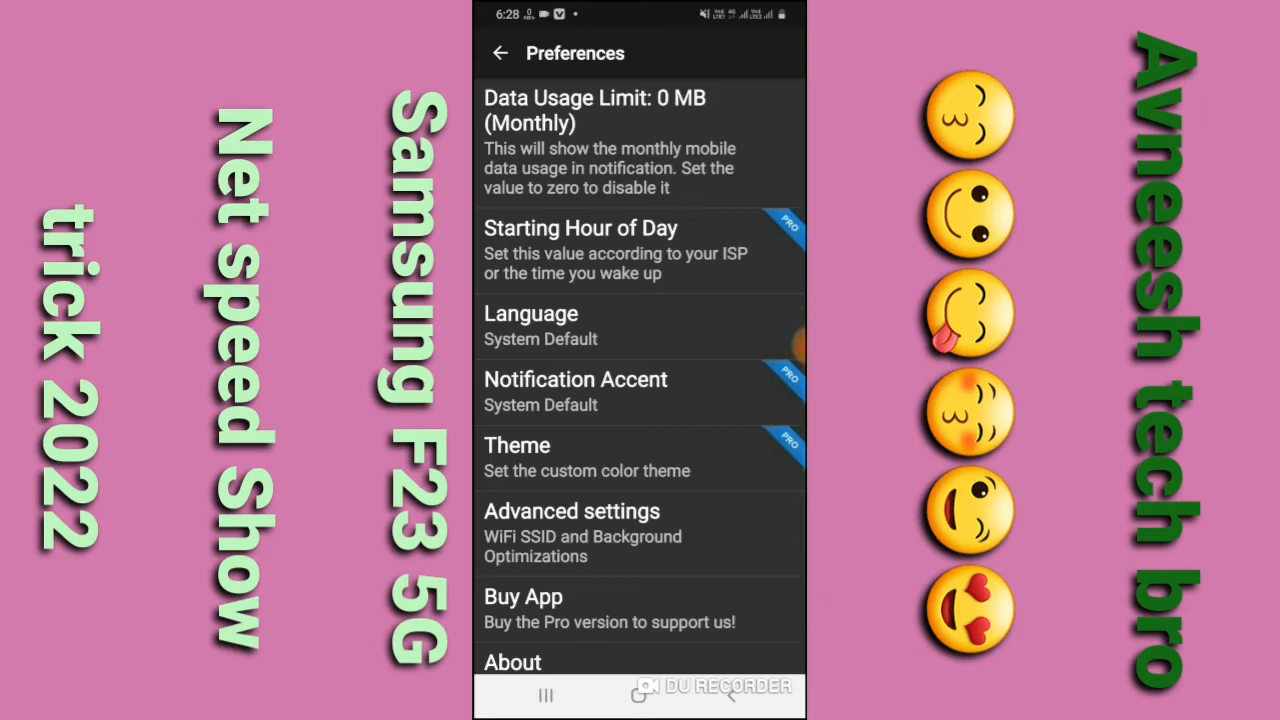 6:28
Preferences
Data Usage Limit: 0 MB
(Monthly)
This will show the monthly mobile
data usage in notification. Set the
value to zero to disable it
Starting Hour of Day
PRO
Set this value according to your ISP
or the time you wake up
Language
System Default
Notification Accent
PRO
System Default
Theme
PRO
Set the custom color theme
Advanced settings
WiFi SSID and Background
Optimizations
Buy App
Buy the Pro version to support us!
About
DU RECORDER
Avneesh tech bro
Samsung F23 5G
Net speed Show
trick 2022